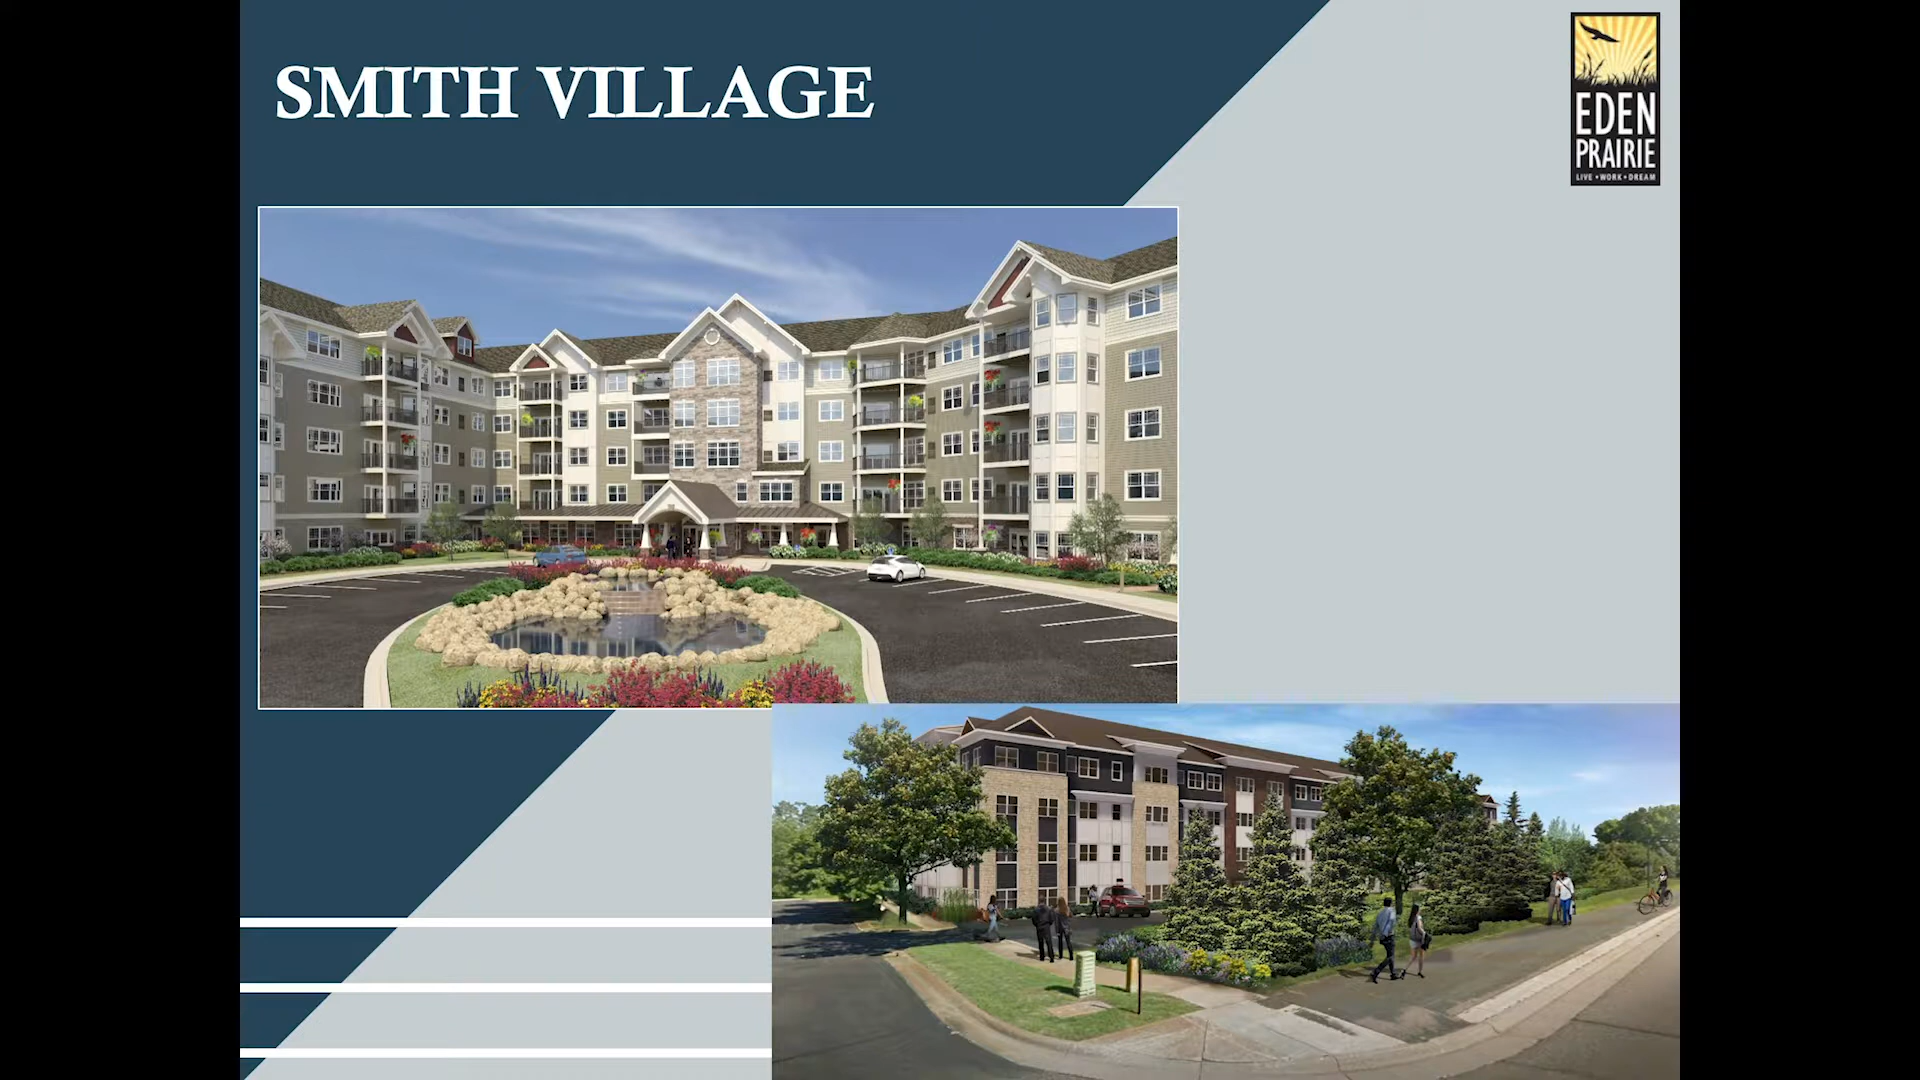 SMITH VILLAGE
EDEN
PRAIRIE
LIVE • WORK • DREAM